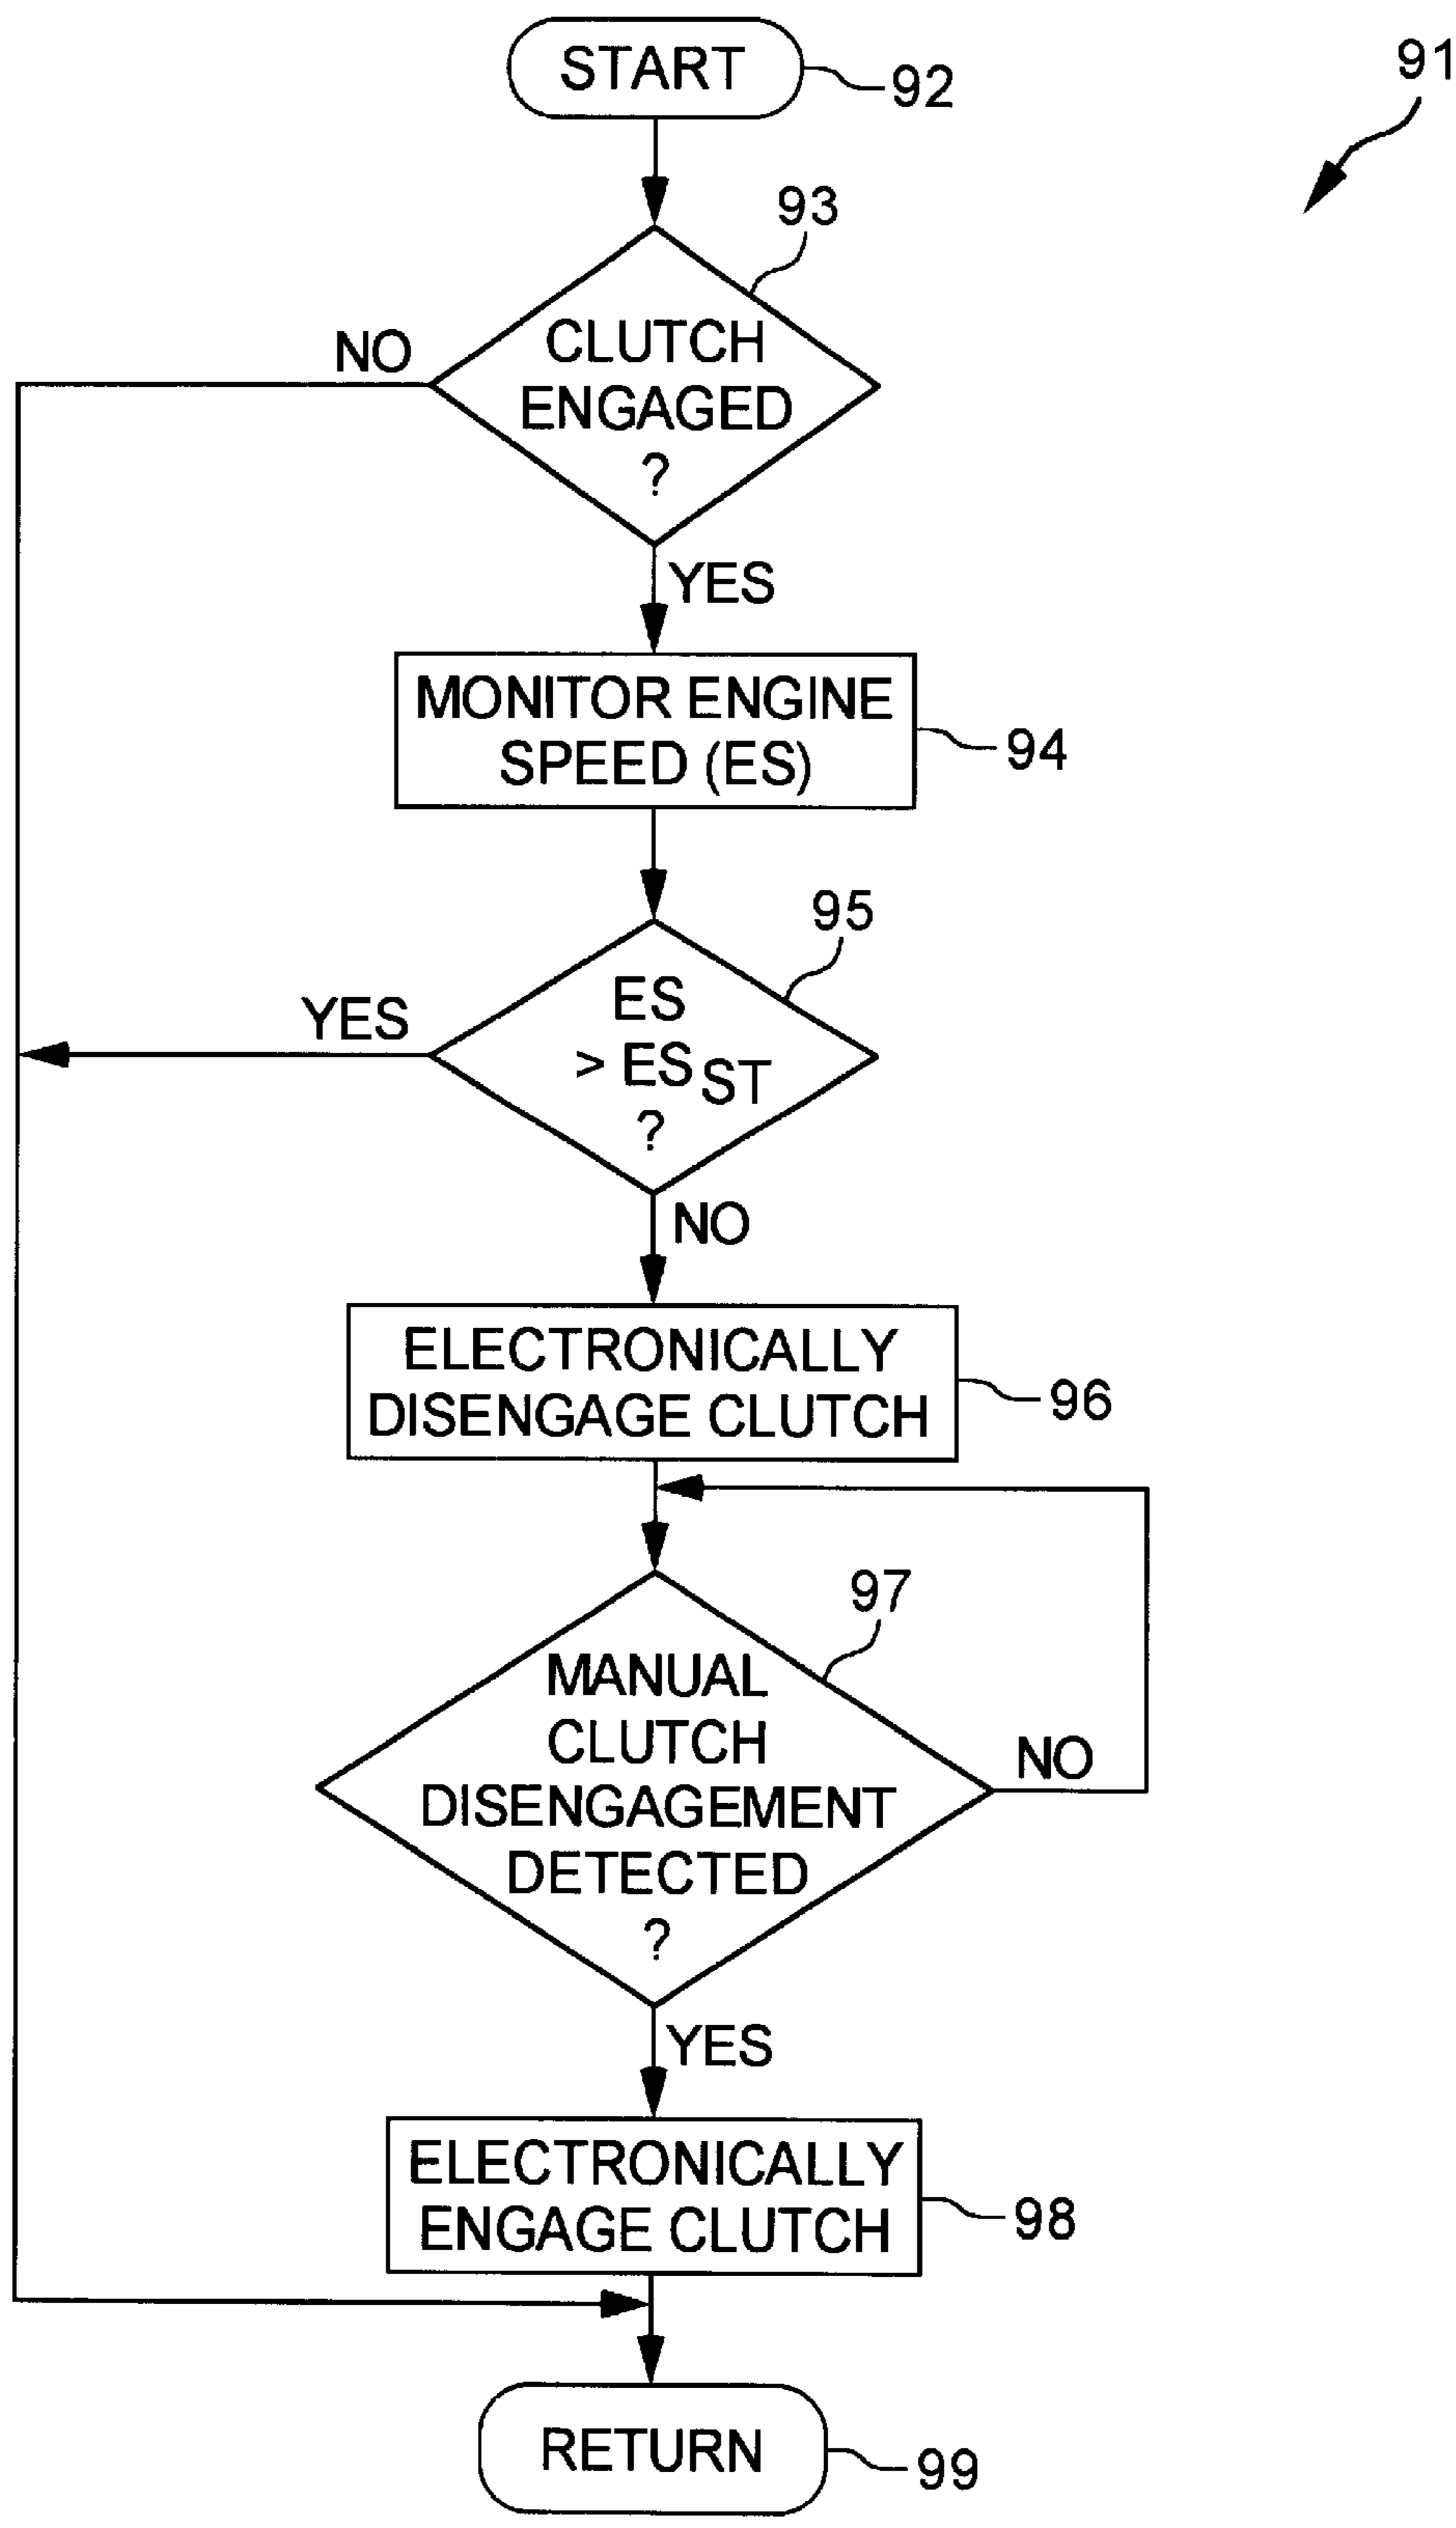 START
92
91
93
CLUTCH
ENGAGED
?
NO
YES
MONITOR ENGINE
SPEED (ES)
94
95
ES
> ES ST
?
YES
NO
ELECTRONICALLY
DISENGAGE CLUTCH
96
97
MANUAL
CLUTCH
DISENGAGEMENT
DETECTED
?
NO
YES
ELECTRONICALLY
ENGAGE CLUTCH
98
RETURN
99